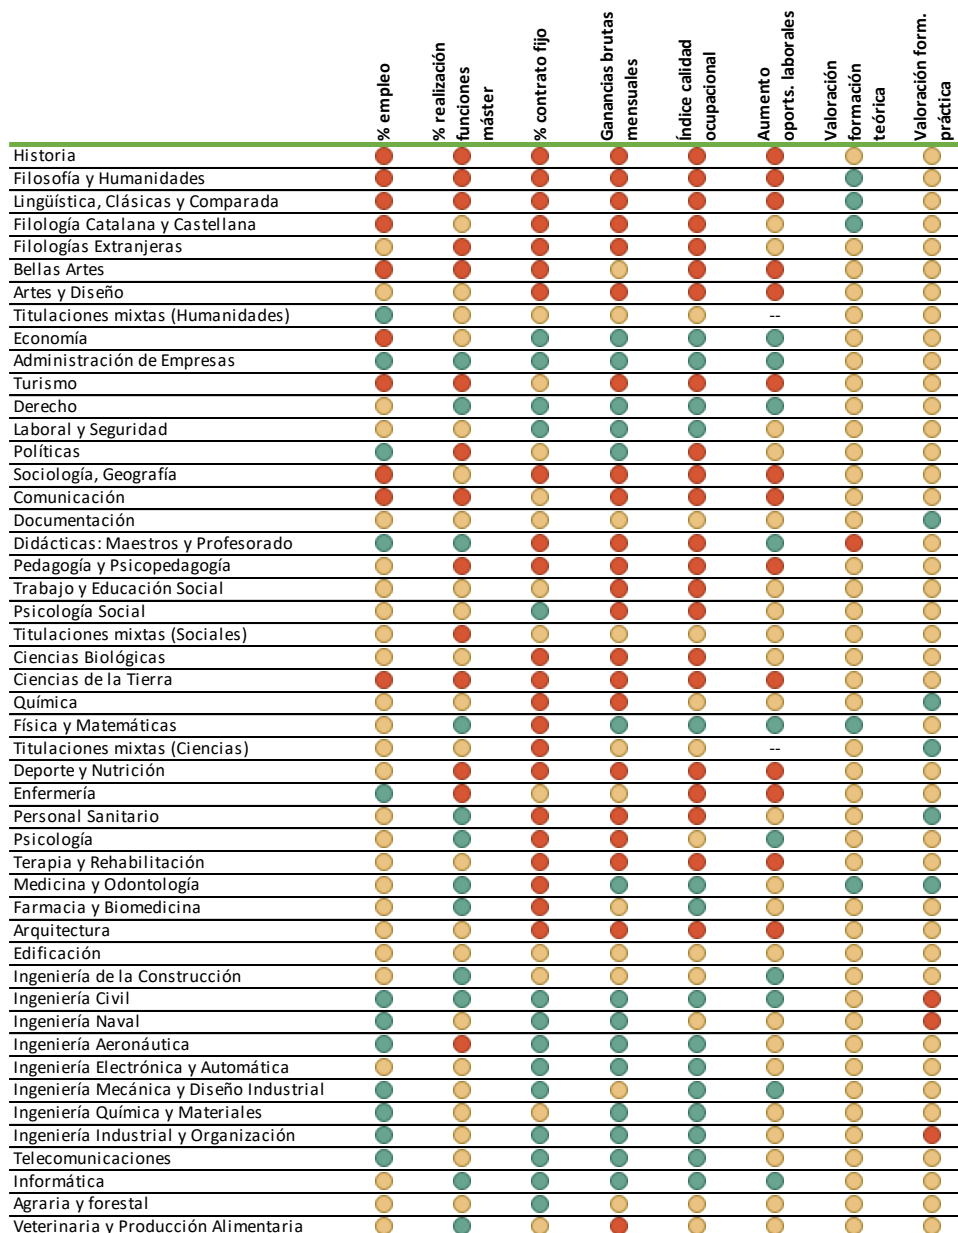 % empleo
% realización
funciones
máster
% contrato fijo
Ganancias brutas
mensuales
Índice calidad
ocupacional
Aumento
oports. laborales
Valoración
formación
teórica
Valoración form.
práctica
Historia
Filosofía y Humanidades
Lingüística, Clásicas y Comparada
Filología Catalana y Castellana
Filologías Extranjeras
Bellas Artes
Artes y Diseño
Titulaciones mixtas (Humanidades) --
Economía
Administración de Empresas
Turismo
Derecho
Laboral y Seguridad
Políticas
Sociología, Geografía
Comunicación
Documentación
Didácticas: Maestros y Profesorado
Pedagogía y Psicopedagogía
Trabajo y Educación Social
Psicología Social
Titulaciones mixtas (Sociales)
Ciencias Biológicas
Ciencias de la Tierra
Química
Física y Matemáticas
Titulaciones mixtas (Ciencias) --
Deporte y Nutrición
Enfermería
Personal Sanitario
Psicología
Terapia y Rehabilitación
Medicina y Odontología
Farmacia y Biomedicina
Arquitectura
Edificación
Ingeniería de la Construcción
Ingeniería Civil
Ingeniería Naval
Ingeniería Aeronáutica
Ingeniería Electrónica y Automática
Ingeniería Mecánica y Diseño Industrial
Ingeniería Química y Materiales
Ingeniería Industrial y Organización
Telecomunicaciones
Informática
Agraria y forestal
Veterinaria y Producción Alimentaria